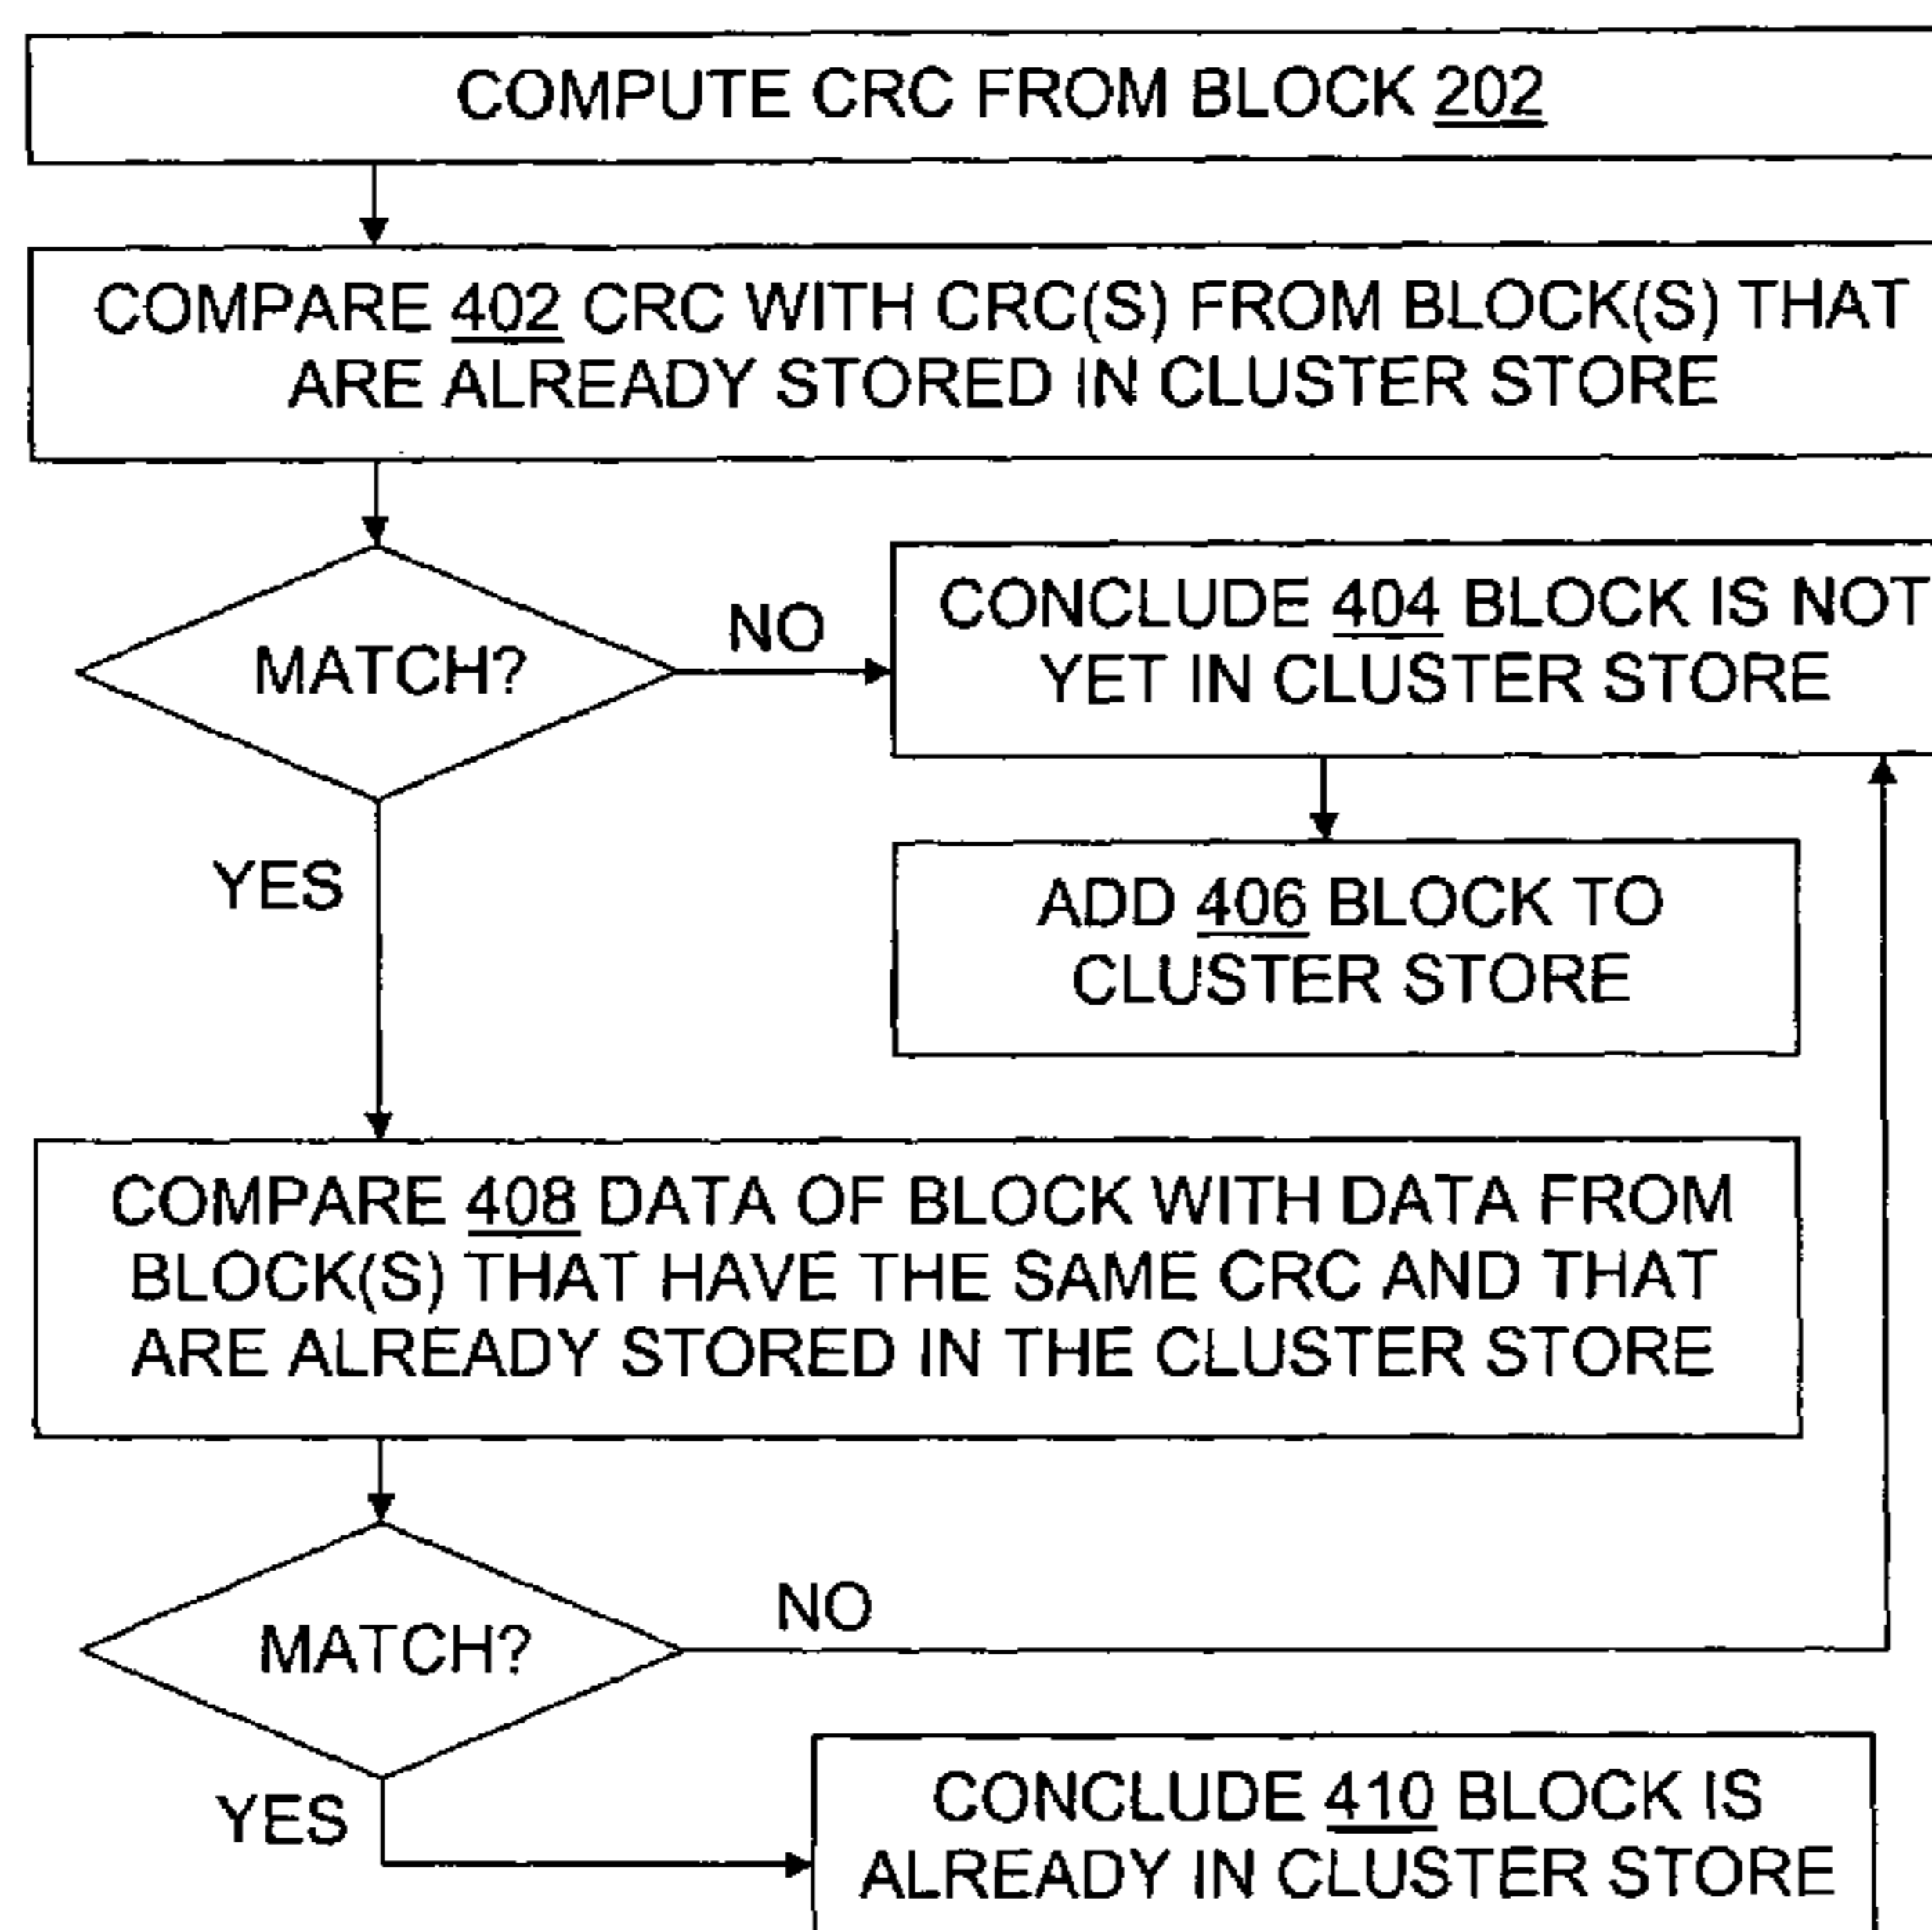 COMPUTE CRC FROM BLOCK 202
COMPARE 402 CRC WITH CRC(S) FROM BLOCK(S) THAT
ARE ALREADY STORED IN CLUSTER STORE
MATCH?
NO
CONCLUDE 404 BLOCK IS NOT
YET IN CLUSTER STORE
YES
ADD 406 BLOCK TO
CLUSTER STORE
COMPARE 408 DATA OF BLOCK WITH DATA FROM
BLOCK(S) THAT HAVE THE SAME CRC AND THAT
ARE ALREADY STORED IN THE CLUSTER STORE
MATCH?
NO
YES
CONCLUDE 410 BLOCK IS
ALREADY IN CLUSTER STORE